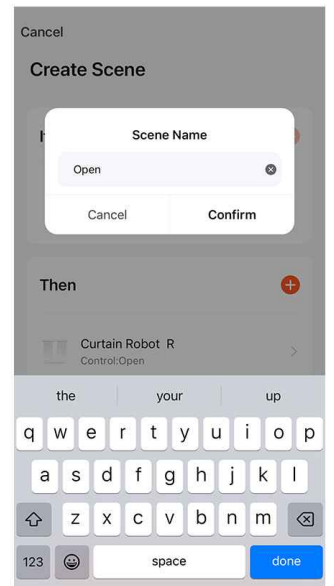 Cancel
Create Scene
I
Scene Name
Open
Cancel Confirm
Then
Curtain Robot R
Control:Open
the your up
q w e r t y u i o p
a s d f g h j k l
z x c v b n m
123 space done